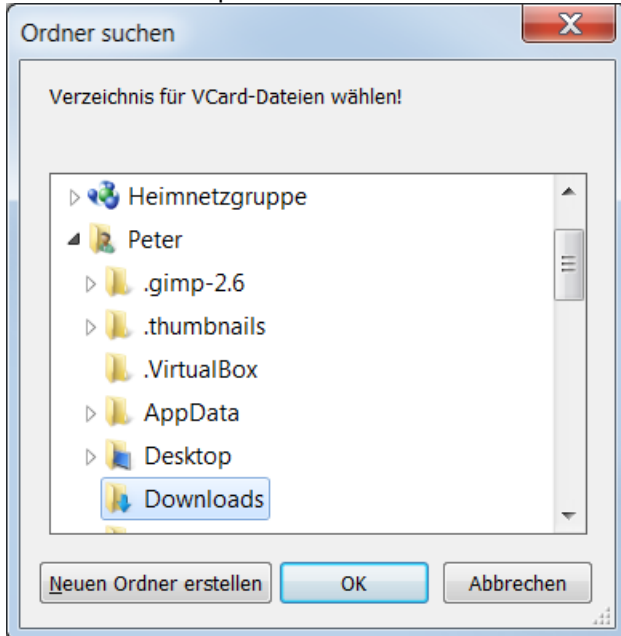 Ordner suchen
Verzeichnis für VCard-Dateien wählen!
Heimnetzgruppe
Peter
.gimp-2.6
.thumbnails
.VirtualBox
AppData
Desktop
Downloads
Neuen Ordner erstellen OK Abbrechen